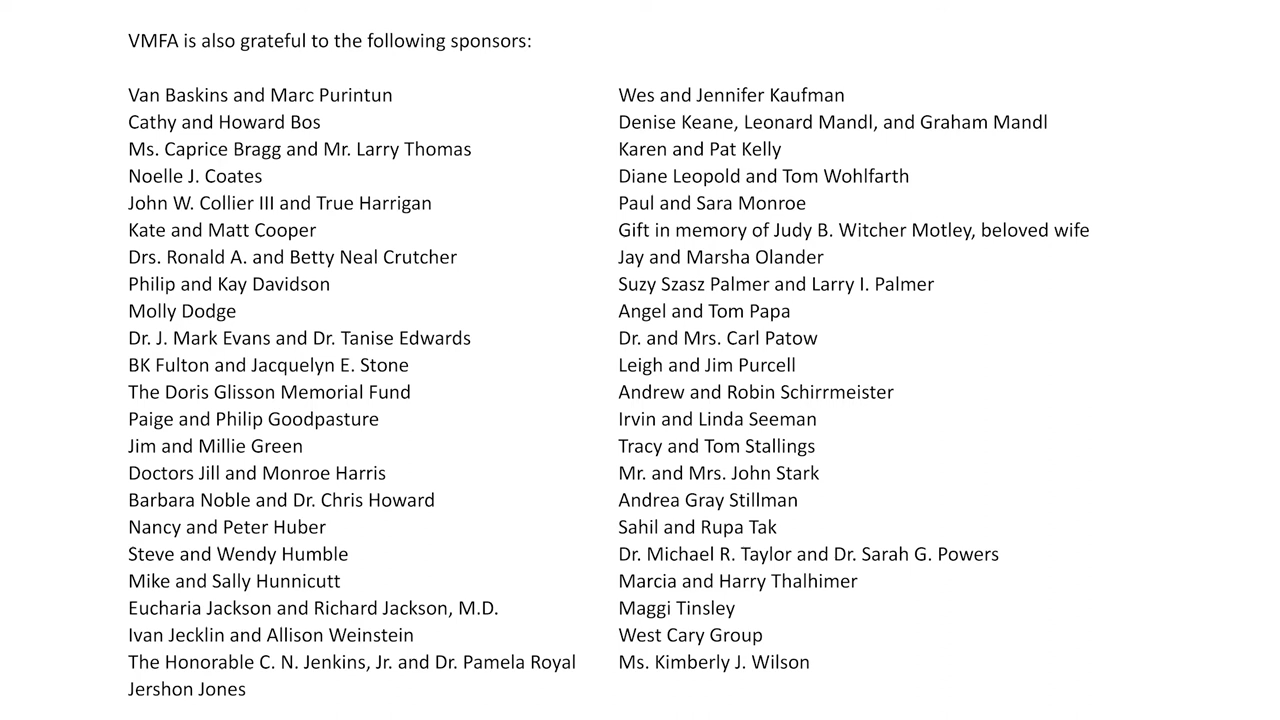 VMFA is also grateful to the following sponsors:
Van Baskins and Marc Purintun
Cathy and Howard Bos
Ms. Caprice Bragg and Mr. Larry Thomas
Noelle J. Coates
John W. Collier III and True Harrigan
Kate and Matt Cooper
Drs. Ronald A. and Betty Neal Crutcher
Philip and Kay Davidson
Molly Dodge
Dr. J. Mark Evans and Dr. Tanise Edwards
BK Fulton and Jacquelyn E. Stone
The Doris Glisson Memorial Fund
Paige and Philip Goodpasture
Jim and Millie Green
Doctors Jill and Monroe Harris
Barbara Noble and Dr. Chris Howard
Nancy and Peter Huber
Steve and Wendy Humble
Mike and Sally Hunnicutt
Eucharia Jackson and Richard Jackson, M.D.
Ivan Jecklin and Allison Weinstein
The Honorable C. N. Jenkins, Jr. and Dr. Pamela Royal
Jershon Jones
Wes and Jennifer Kaufman
Denise Keane, Leonard Mandl, and Graham Mandl
Karen and Pat Kelly
Diane Leopold and Tom Wohlfarth
Paul and Sara Monroe
Gift in memory of Judy B. Witcher Motley, beloved wife
Jay and Marsha Olander
Suzy Szasz Palmer and Larry I. Palmer
Angel and Tom Papa
Dr. and Mrs. Carl Patow
Leigh and Jim Purcell
Andrew and Robin Schirrmeister
Irvin and Linda Seeman
Tracy and Tom Stallings
Mr. and Mrs. John Stark
Andrea Gray Stillman
Sahil and Rupa Tak
Dr. Michael R. Taylor and Dr. Sarah G. Powers
Marcia and Harry Thalhimer
Maggi Tinsley
West Cary Group
Ms. Kimberly J. Wilson